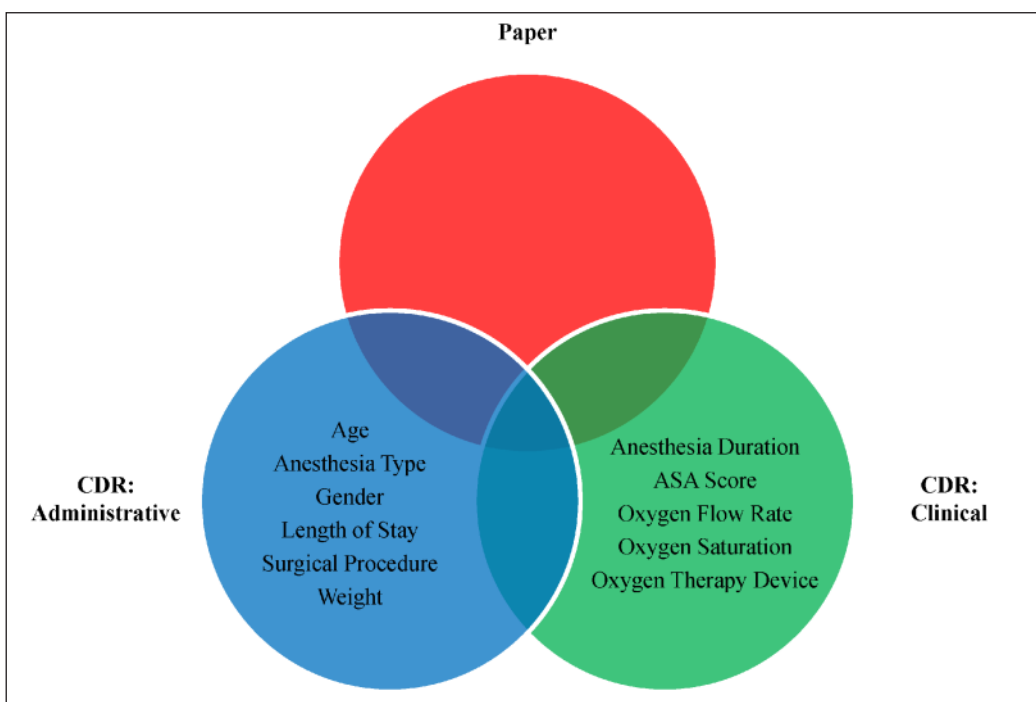 Paper
CDR:
Administrative
Age
Anesthesia Type
Gender
Length of Stay
Surgical Procedure
Weight
Anesthesia Duration
ASA Score
Oxygen Flow Rate
Oxygen Saturation
Oxygen Therapy Device
CDR:
Clinical